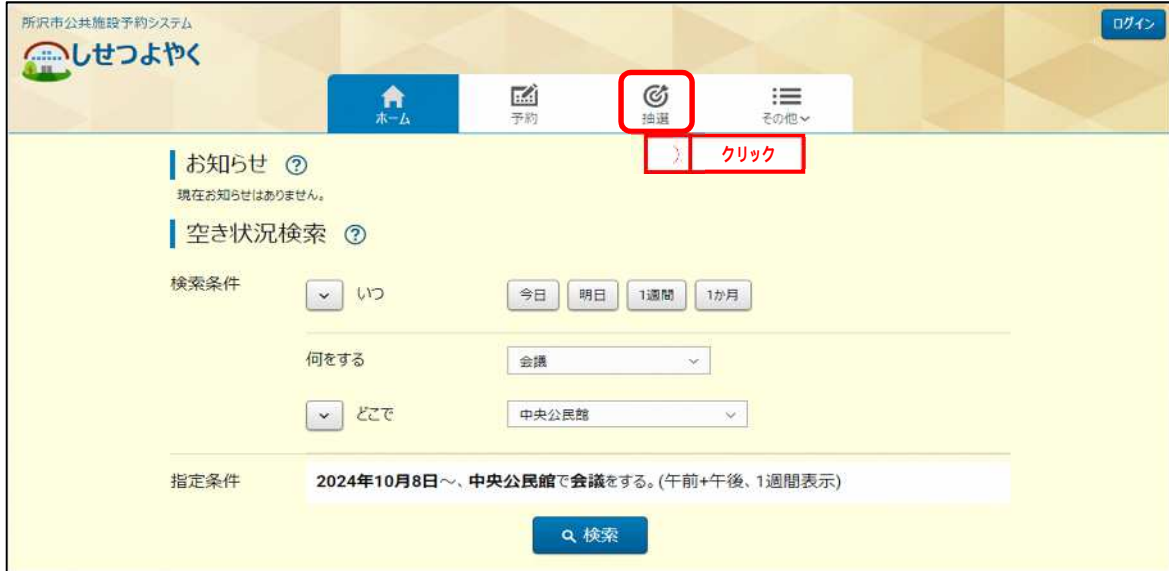 所沢市公共施設予約システム
ログイン
しせつよやく
ホーム
予約
抽選
その他
クリック
お知らせ ?
現在お知らせはありません。
空き状況検索 ?
検索条件
いつ
今日 明日 1週間 1か月
何をする
会議
どこで
中央公民館
指定条件
2024年10月8日～、中央公民館で会議をする。(午前+午後、1週間表示)
検索